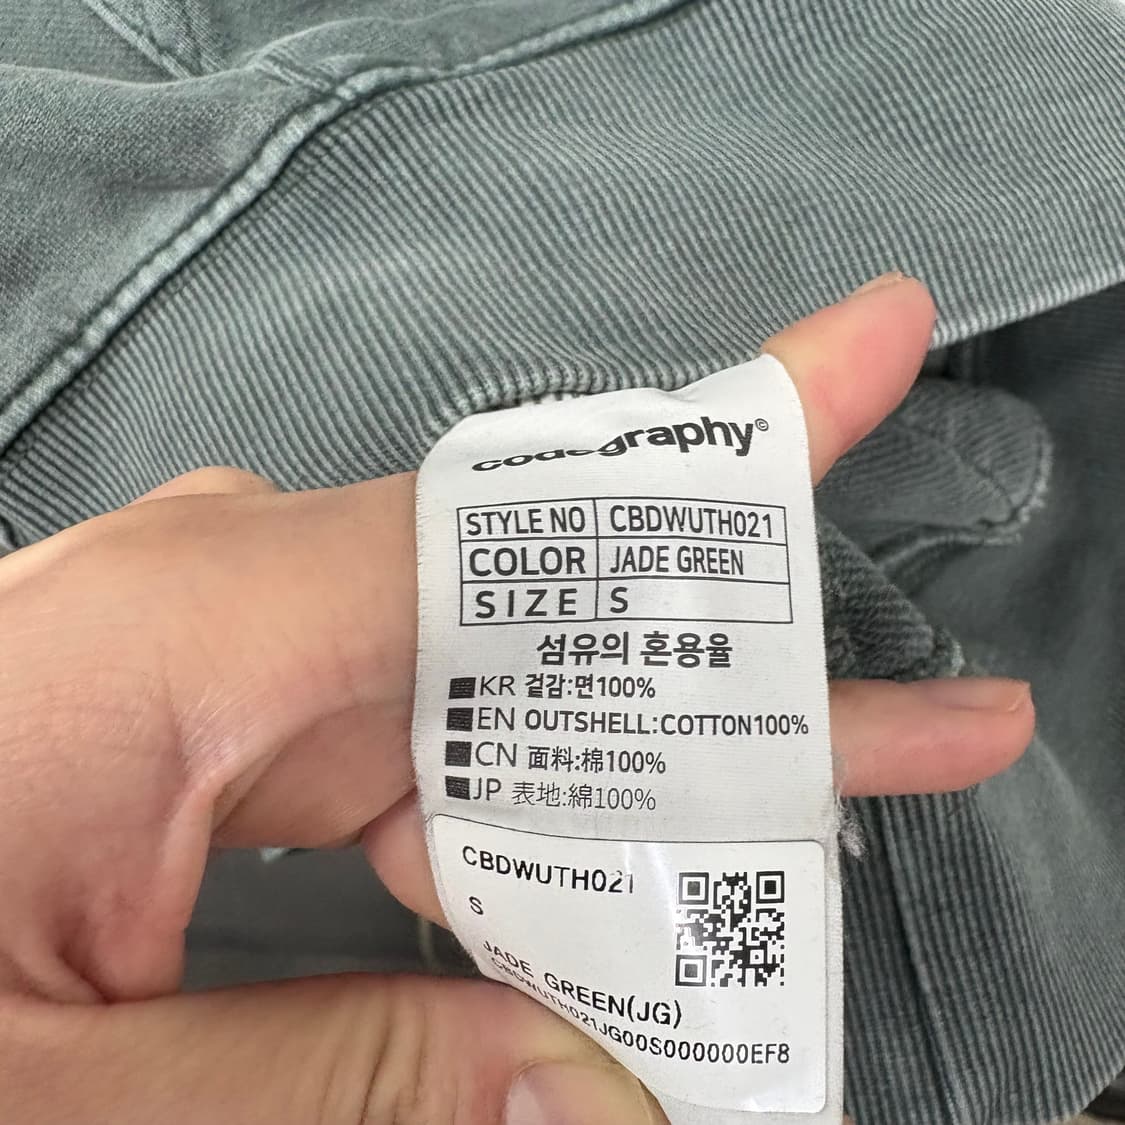 codegraphy©
STYLE NO CBDWUTH021
COLOR JADE GREEN
SIZE S
섬유의 혼용율
KR 겉감:면100%
EN OUTSHELL:COTTON100%
CN 面料:棉100%
JP 表地:綿100%
CBDWUTH021
S
JADE GREEN(JG)
CBDWUTH021JG00S000000EF8